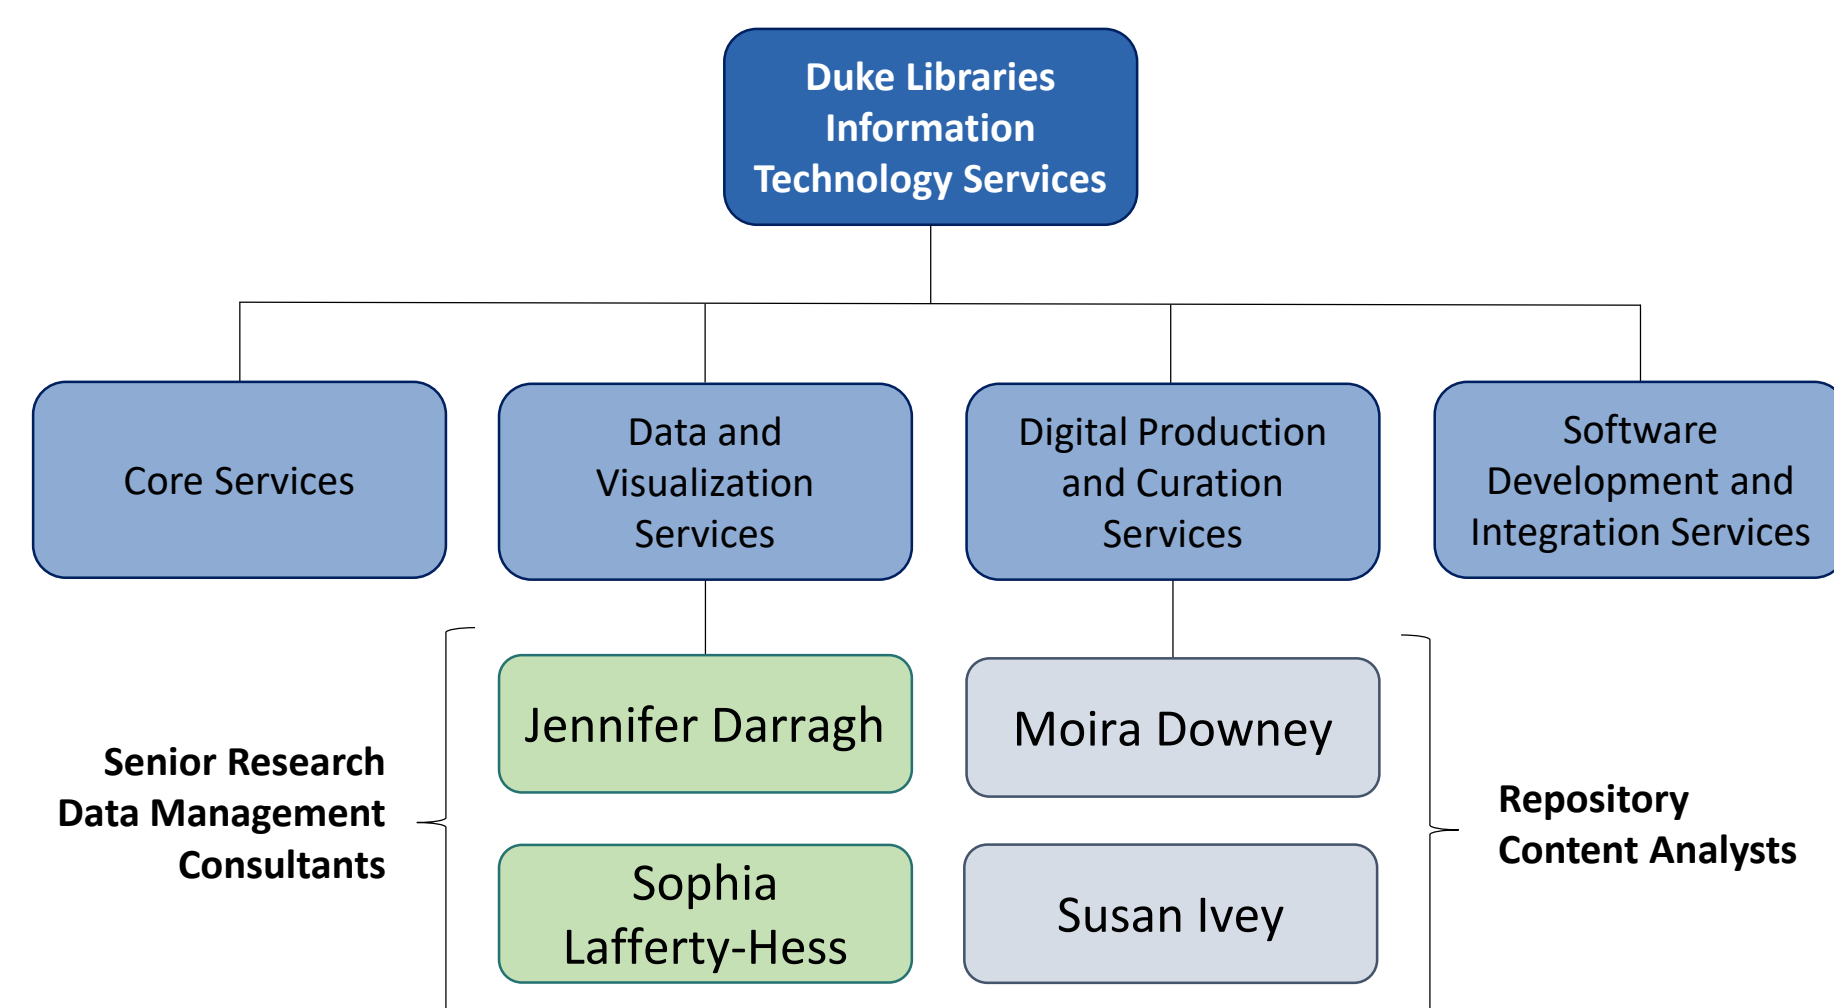 Duke Libraries
Information
Technology Services
Core Services
Data and
Visualization
Services
Digital Production
and Curation
Services
Software
Development and
Integration Services
Senior Research
Data Management
Consultants
Jennifer Darragh
Sophia
Lafferty-Hess
Moira Downey
Susan Ivey
Repository
Content Analysts